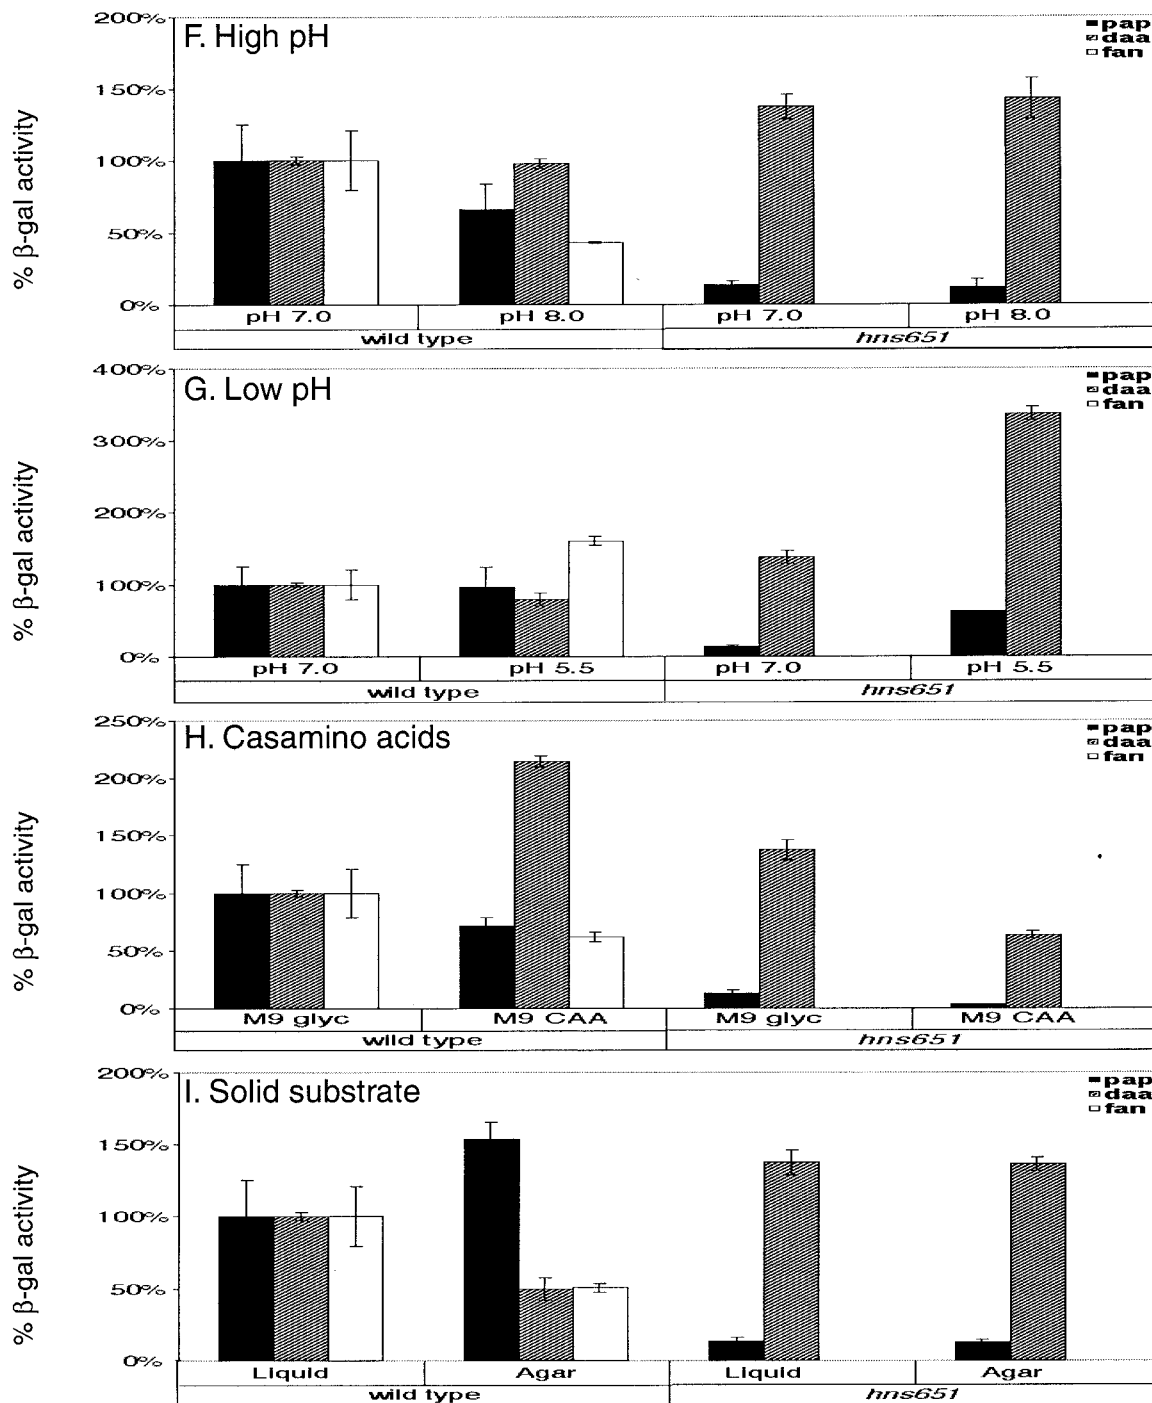 F. High pH
pap
daa
fan
% β-gal activity
200%
150%
100%
50%
0%
pH 7.0
pH 8.0
pH 7.0
pH 8.0
wild type
hns651
G. Low pH
pap
daa
fan
% β-gal activity
400%
300%
200%
100%
0%
pH 7.0
pH 5.5
pH 7.0
pH 5.5
wild type
hns651
H. Casamino acids
pap
daa
fan
% β-gal activity
250%
200%
150%
100%
50%
0%
M9 glyc
M9 CAA
M9 glyc
M9 CAA
wild type
hns651
I. Solid substrate
pap
daa
fan
% β-gal activity
200%
150%
100%
50%
0%
Liquid
Agar
Liquid
Agar
wild type
hns651